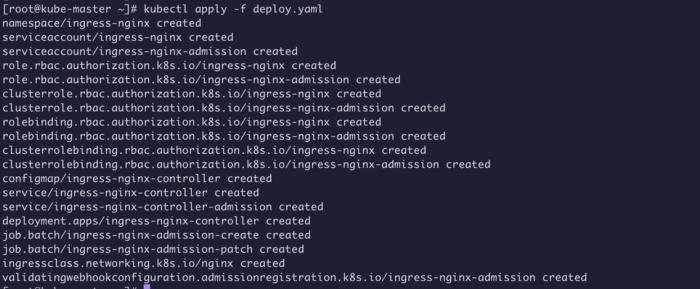 [root@kube-master ~]# kubectl apply -f deploy.yaml
namespace/ingress-nginx created
serviceaccount/ingress-nginx created
serviceaccount/ingress-nginx-admission created
role.rbac.authorization.k8s.io/ingress-nginx created
role.rbac.authorization.k8s.io/ingress-nginx-admission created
clusterrole.rbac.authorization.k8s.io/ingress-nginx created
clusterrole.rbac.authorization.k8s.io/ingress-nginx-admission created
rolebinding.rbac.authorization.k8s.io/ingress-nginx created
rolebinding.rbac.authorization.k8s.io/ingress-nginx-admission created
clusterrolebinding.rbac.authorization.k8s.io/ingress-nginx created
clusterrolebinding.rbac.authorization.k8s.io/ingress-nginx-admission created
configmap/ingress-nginx-controller created
service/ingress-nginx-controller created
service/ingress-nginx-controller-admission created
deployment.apps/ingress-nginx-controller created
job.batch/ingress-nginx-admission-create created
job.batch/ingress-nginx-admission-patch created
ingressclass.networking.k8s.io/nginx created
validatingwebhookconfiguration.admissionregistration.k8s.io/ingress-nginx-admission created
[root@kube-master ~]#